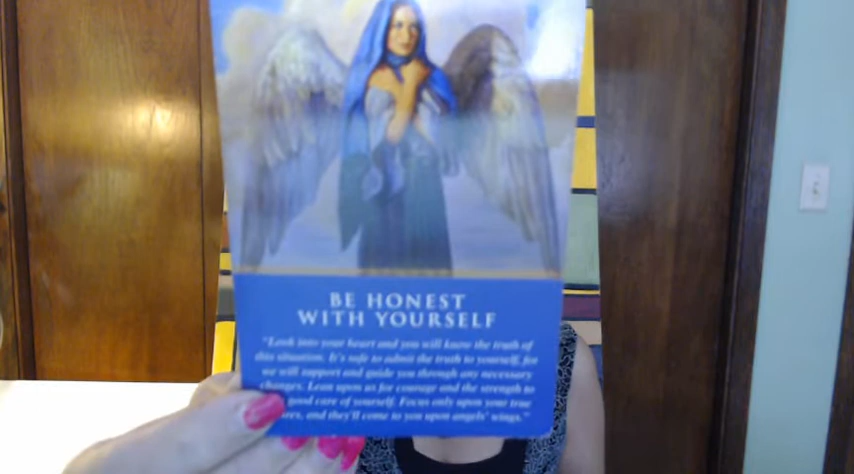 BE HONEST
WITH YOURSELF
"Look into your heart and you will know the truth of
this situation. It's safe to admit the truth to yourself, for
we will support and guide you through any necessary
changes. Lean upon us for courage and the strength to
good care of yourself. Focus only upon your true
and they'll come to you upon angels' wings."